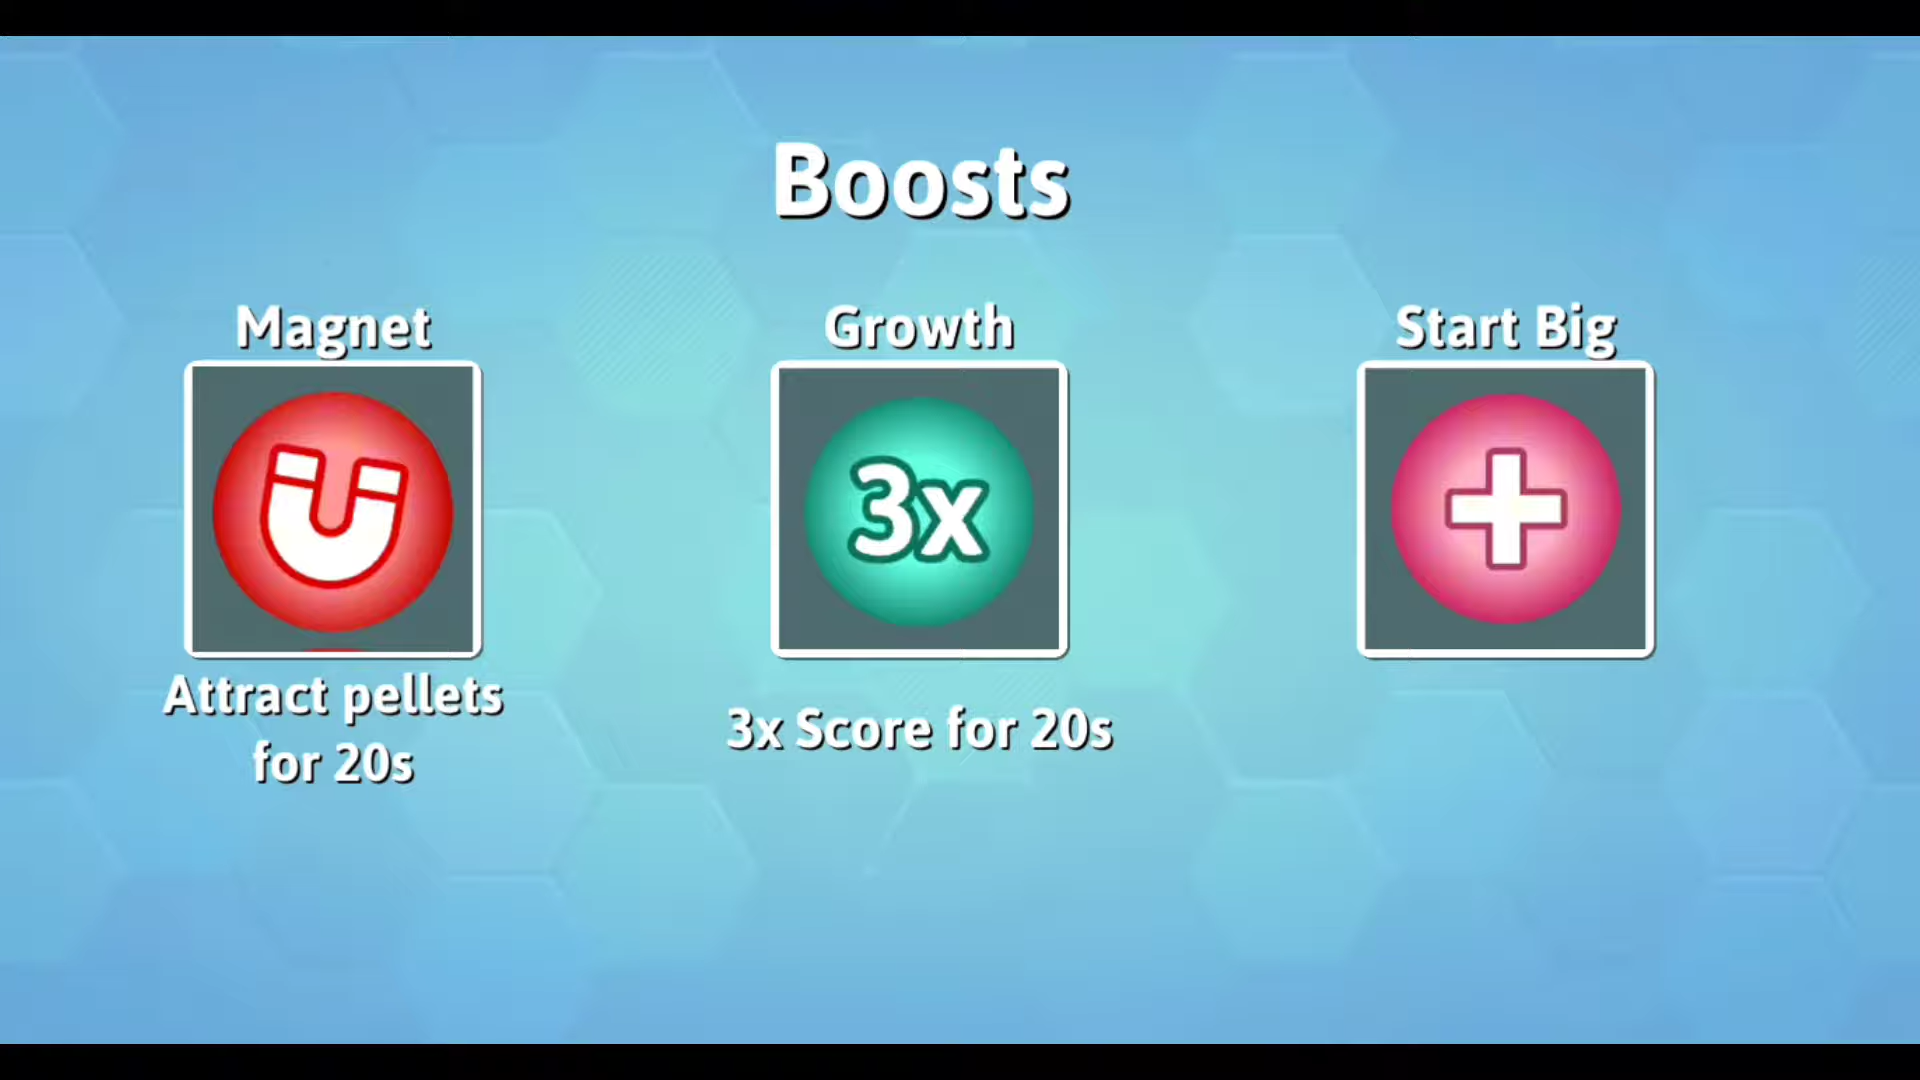 Boosts
Magnet
Growth
Start Big
3x
Attract pellets
for 20s
3x Score for 20s